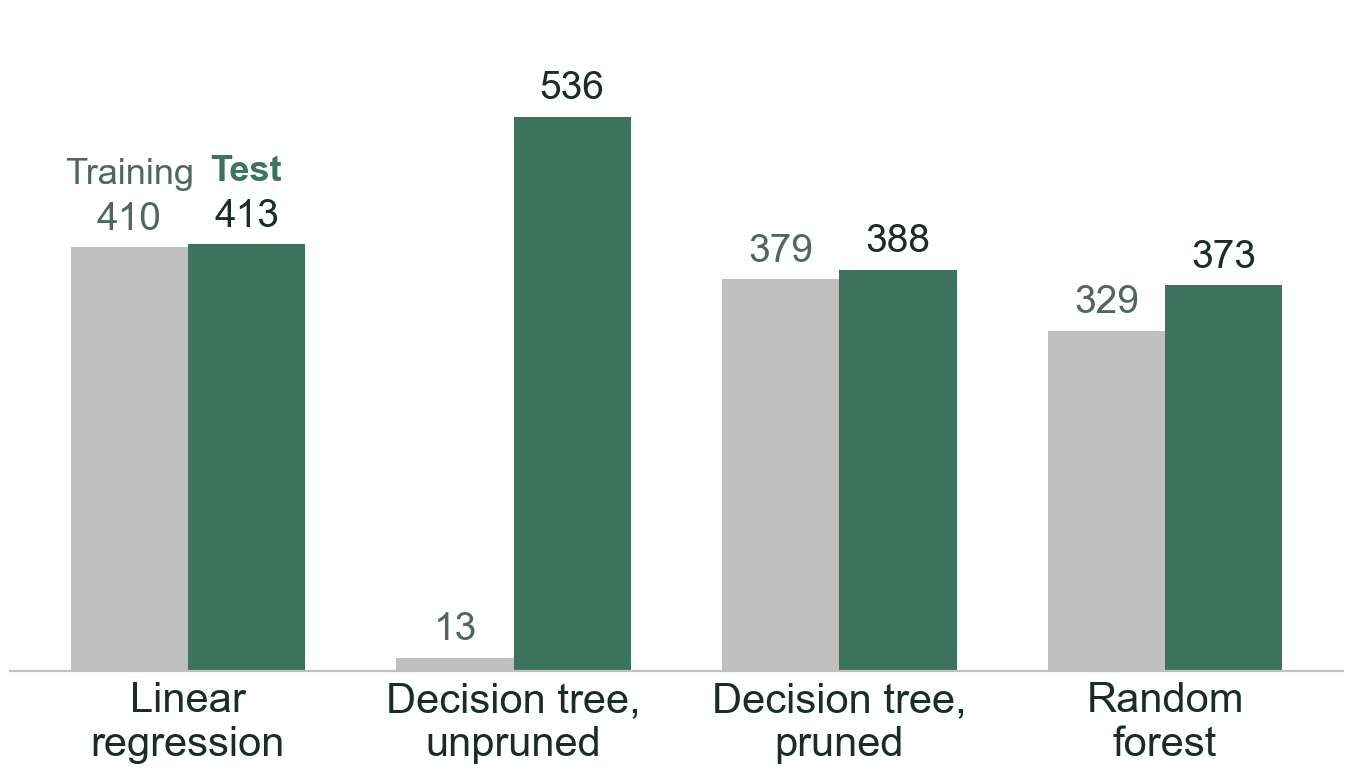 536
Training Test
410 413
379 388
329 373
13
Linear
regression
Decision tree,
unpruned
Decision tree,
pruned
Random
forest